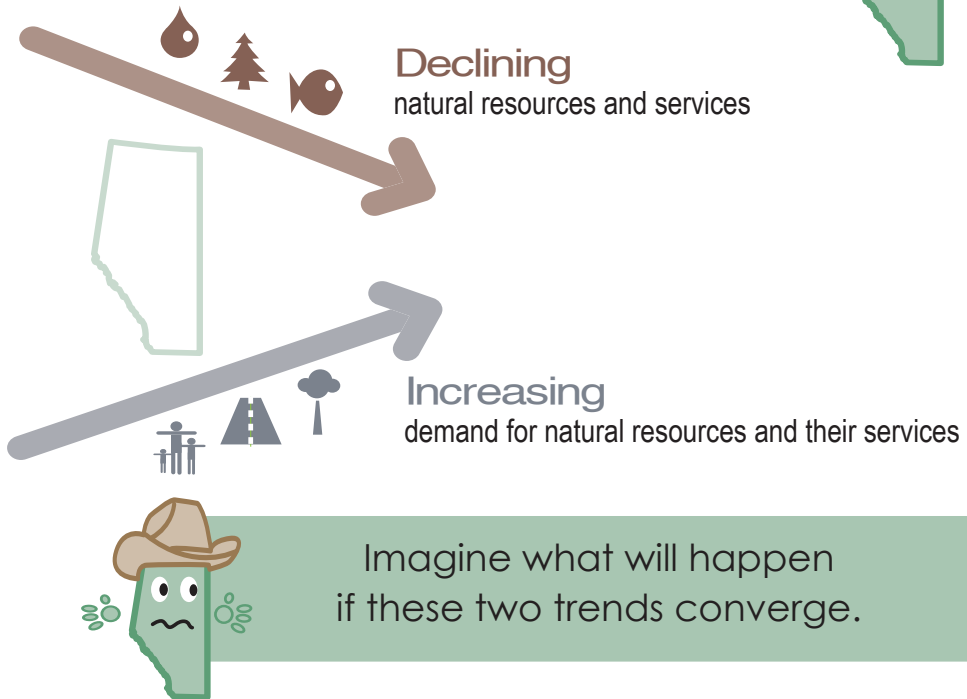 Declining
natural resources and services
Increasing
demand for natural resources and their services
Imagine what will happen
if these two trends converge.